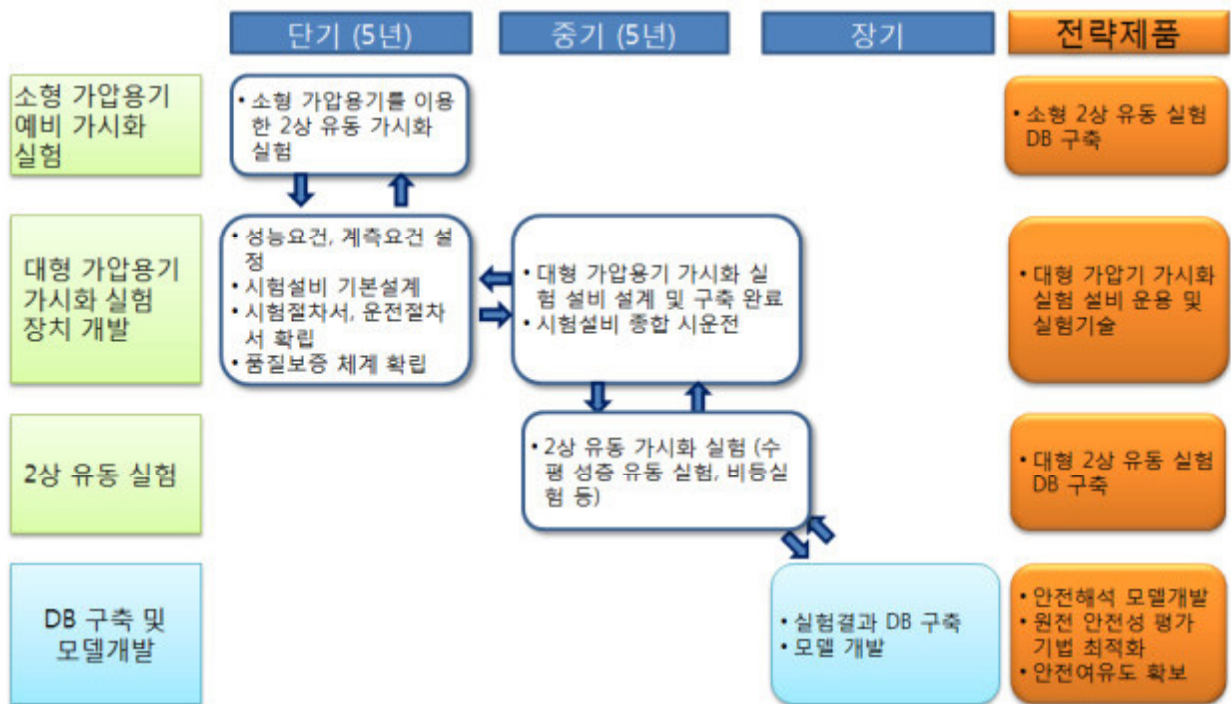 단기 (5년)
중기 (5년)
장기
전략제품
소형 가압용기
예비 가시화
실험
• 소형 가압용기를 이용
한 2상 유동 가시화
실험
• 소형 2상 유동 실험
DB 구축
대형 가압용기
가시화 실험
장치 개발
• 성능요건, 계측요건 설
정
• 시험설비 기본설계
• 시험절차서, 운전절차
서 확립
• 품질보증 체계 확립
• 대형 가압용기 가시화 실
험 설비 설계 및 구축 완료
• 시험설비 종합 시운전
• 대형 가압기 가시화
실험 설비 운용 및
실험기술
2상 유동 실험
• 2상 유동 가시화 실험 (수
평 성층 유동 실험, 비등실
험 등)
• 대형 2상 유동 실험
DB 구축
DB 구축 및
모델개발
• 실험결과 DB 구축
• 모델 개발
• 안전해석 모델개발
• 원전 안전성 평가
기법 최적화
• 안전여유도 확보